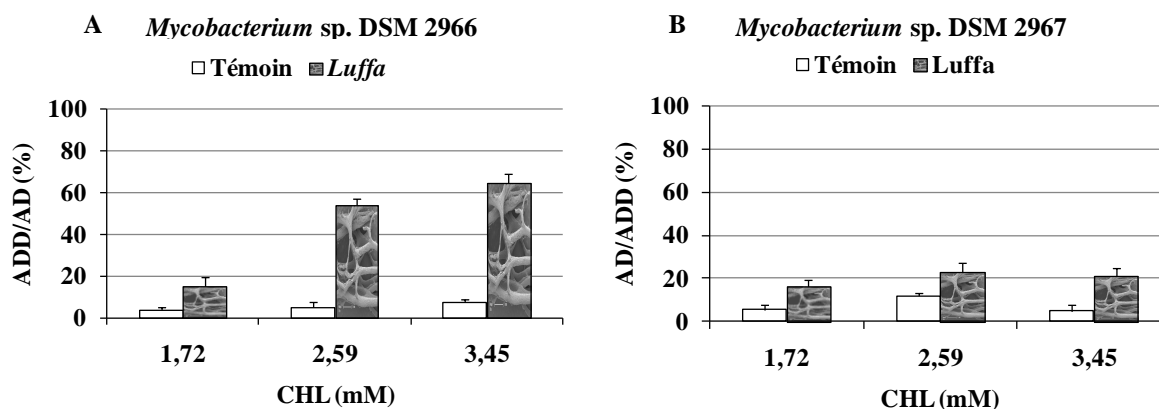 A Mycobacterium sp. DSM 2966
Témoin Luffa
ADD/AD (%)
100
80
60
40
20
0
1,72 2,59 3,45
CHL (mM)
B Mycobacterium sp. DSM 2967
Témoin Luffa
AD/ADD (%)
100
80
60
40
20
0
1,72 2,59 3,45
CHL (mM)